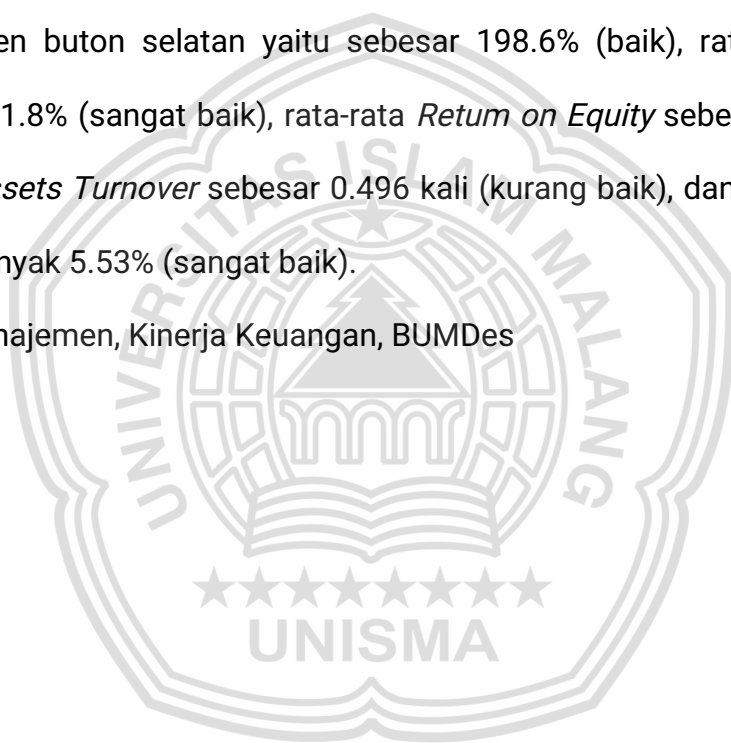 en buton selatan yaitu sebesar 198.6% (baik), rat
1.8% (sangat baik), rata-rata Retum on Equity sebe
ssets Turnover sebesar 0.496 kali (kurang baik), dan
nyak 5.53% (sangat baik).
najemen, Kinerja Keuangan, BUMDes
UNIVERSITAS ISLAM MALANG
UNISMA